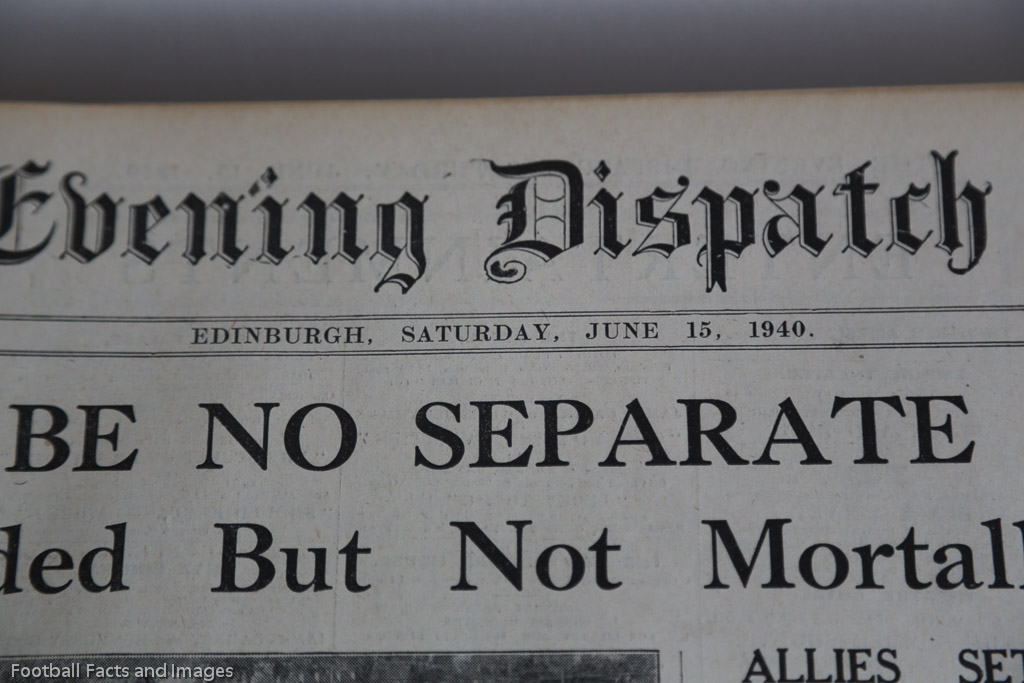 Evening Dispatch
EDINBURGH, SATURDAY, JUNE 15, 1940.
BE NO SEPARATE
ded But Not Mortall
ALLIES SET
Football Facts and Images